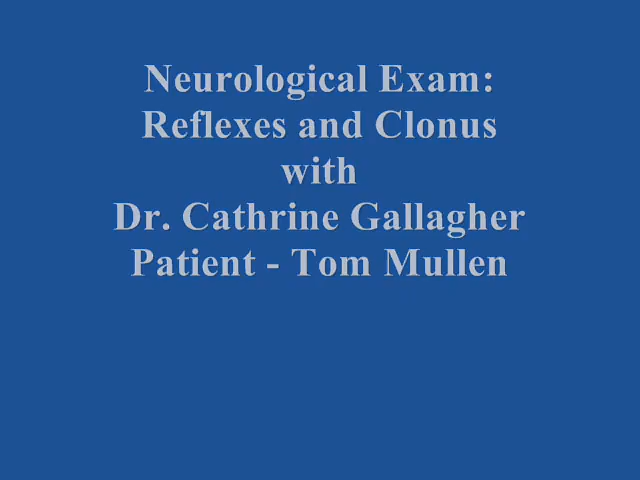 Neurological Exam:
Reflexes and Clonus
with
Dr. Cathrine Gallagher
Patient - Tom Mullen